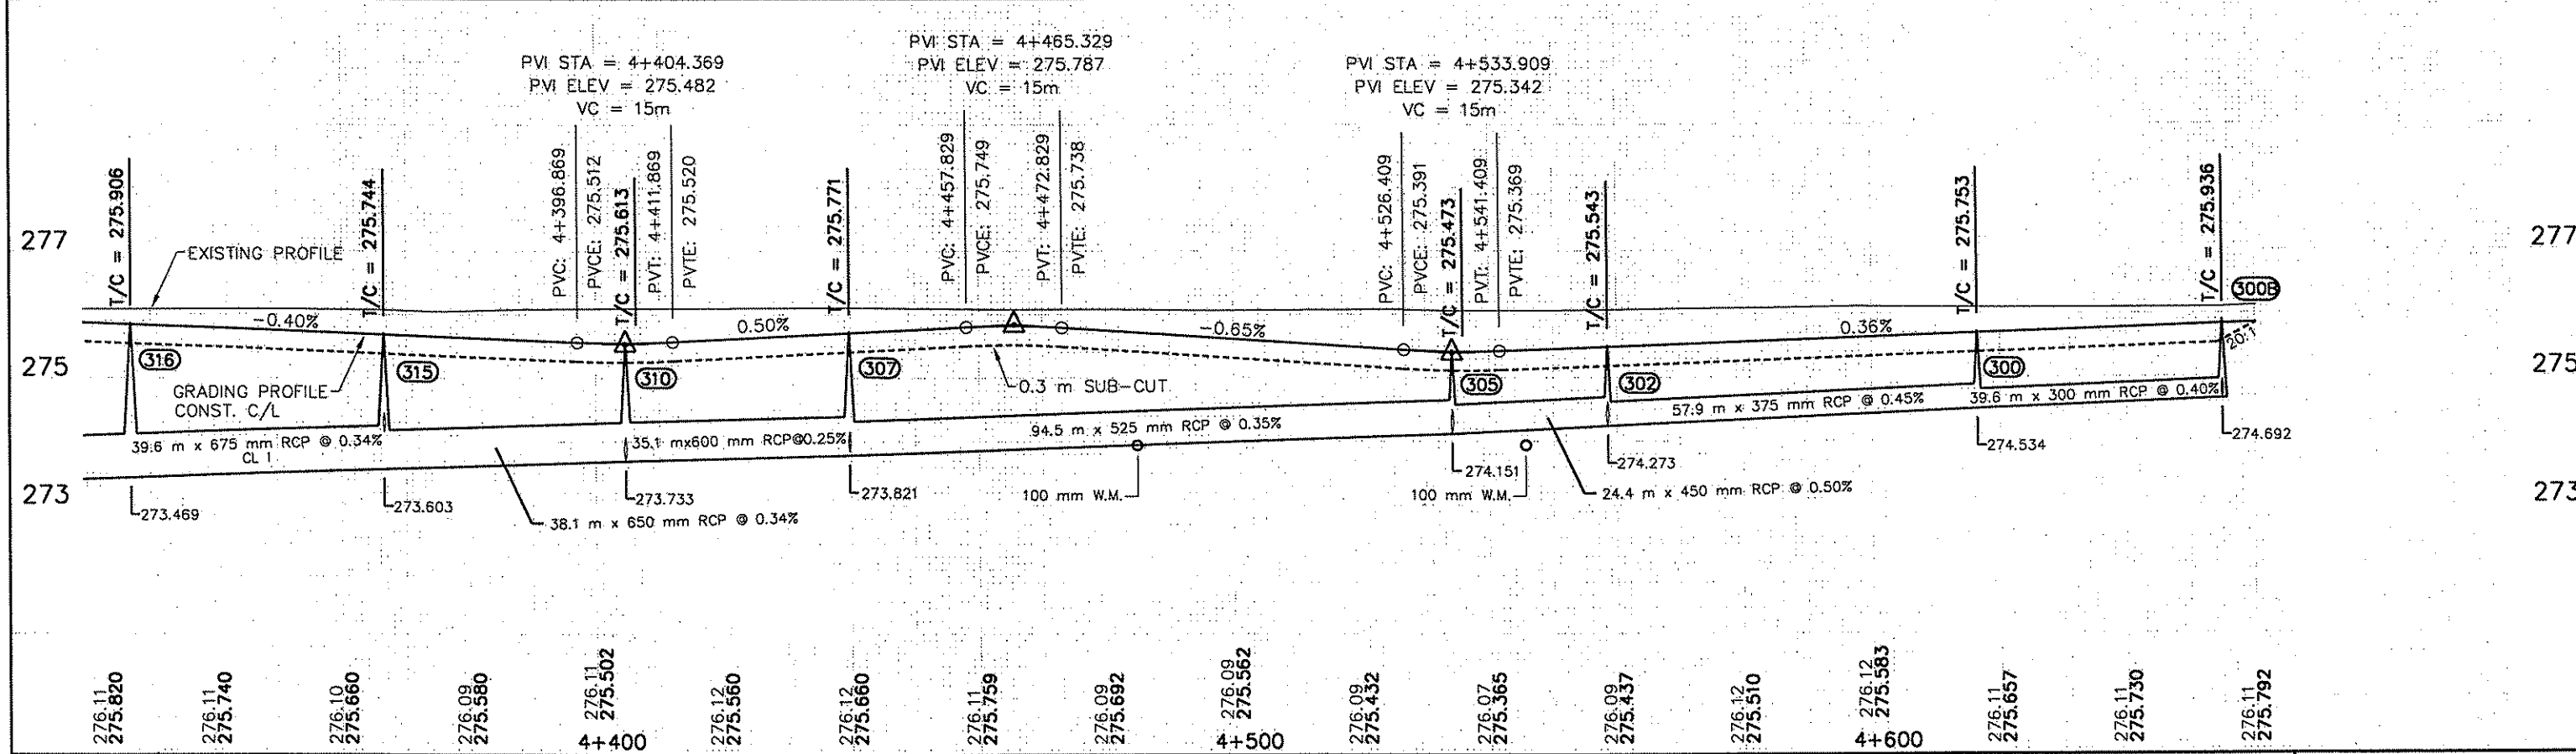 PVI STA = 4+404.369
PVI ELEV = 275.482
VC = 15m
PVI STA = 4+465.329
PVI ELEV = 275.787
VC = 15m
PVI STA = 4+533.909
PVI ELEV = 275.342
VC = 15m
T/C = 275.906
T/C = 275.744
PVC: 4+396.869
PVCE: 275.512
T/C = 275.613
PVT: 4+411.869
PVTE: 275.520
T/C = 275.771
PVC: 4+457.829
PVCE: 275.749
PVT: 4+472.829
PVTE: 275.738
PVC: 4+526.409
PVCE: 275.391
T/C = 275.473
PVT: 4+541.409
PVTE: 275.369
T/C = 275.543
T/C = 275.753
T/C = 275.936
277
277
EXISTING PROFILE
300B
-0.40%
0.50%
-0.65%
0.36%
20:1
275
275
316
315
310
307
305
302
300
GRADING PROFILE
CONST. C/L
0.3 m SUB-CUT
39.6 m x 675 mm RCP @ 0.34%
CL 1
35.1 mx600 mm RCP@0.25%
94.5 m x 525 mm RCP @ 0.35%
57.9 m x 375 mm RCP @ 0.45%
39.6 m x 300 mm RCP @ 0.40%
273
273
273.469
273.603
273.733
273.821
274.151
274.273
274.534
274.692
100 mm W.M.
100 mm W.M.
38.1 m x 650 mm RCP @ 0.34%
24.4 m x 450 mm RCP @ 0.50%
276.11
275.820
276.11
275.740
276.10
275.660
276.09
275.580
276.11
275.502
276.12
275.560
276.12
275.660
276.11
275.759
276.09
275.692
276.09
275.562
276.09
275.432
276.07
275.365
276.09
275.437
276.12
275.510
276.12
275.583
276.11
275.657
276.11
275.730
276.11
275.792
4+400
4+500
4+600